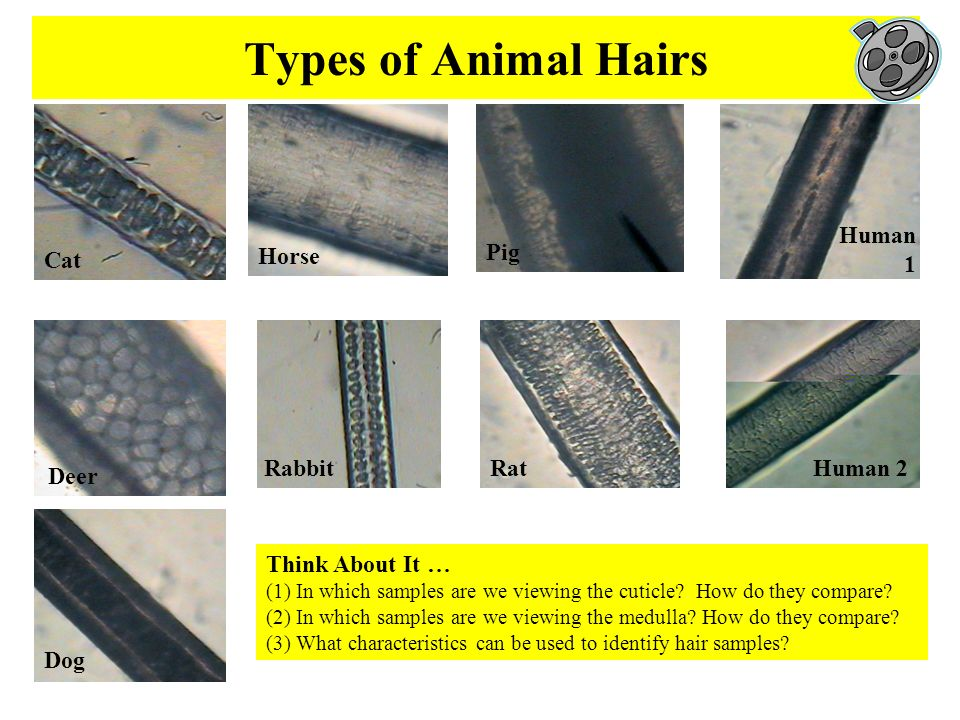 Types of Animal Hairs
Cat
Horse
Pig
Human
1
Deer
Rabbit
Rat
Human 2
Dog
Think About It …
(1) In which samples are we viewing the cuticle? How do they compare?
(2) In which samples are we viewing the medulla? How do they compare?
(3) What characteristics can be used to identify hair samples?